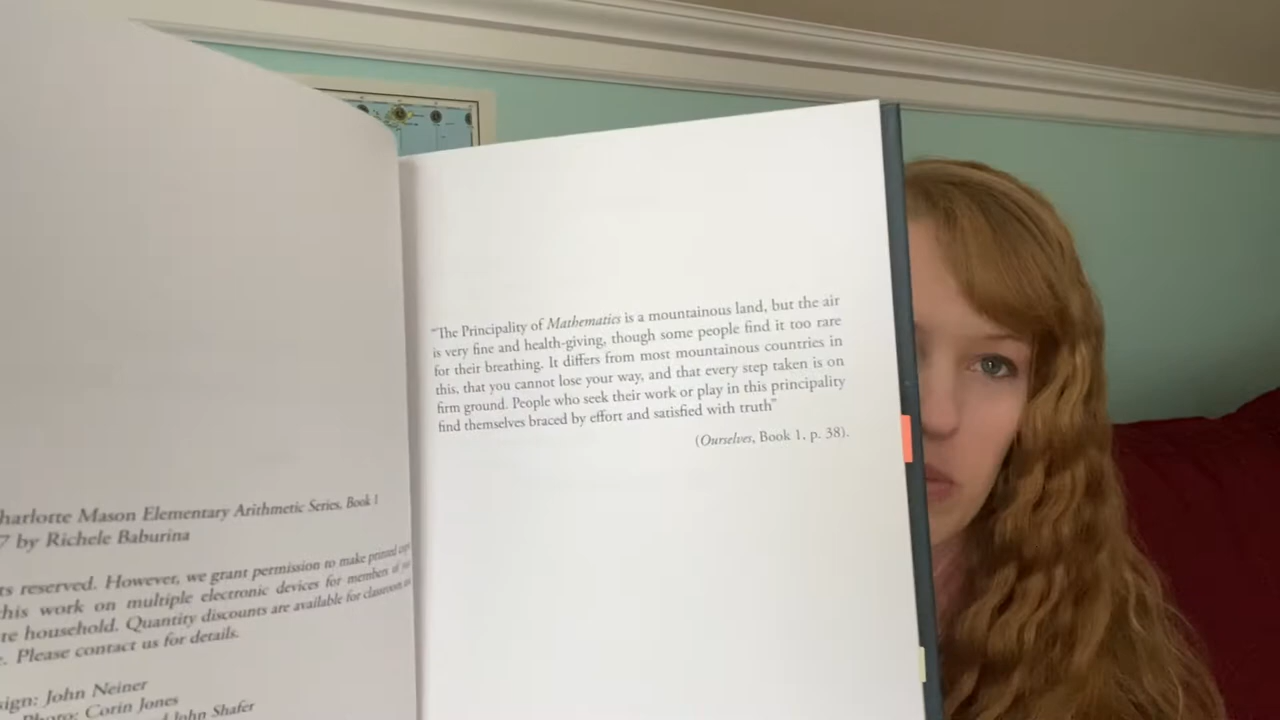 harlotte Mason Elementary Arithmetic Series, Book 1
7 by Richele Baburina
ts reserved. However, we grant permission to make printed
his work on multiple electronic devices for members of
te household. Quantity discounts are available for classroom
. Please contact us for details.
sign: John Neiner
Photo: Corin Jones
John Shafer
"The Principality of Mathematics is a mountainous land, but the air
is very fine and health-giving, though some people find it too rare
for their breathing. It differs from most mountainous countries in
this, that you cannot lose your way, and that every step taken is on
firm ground. People who seek their work or play in this principality
find themselves braced by effort and satisfied with truth"
(Ourselves, Book 1, p. 38).